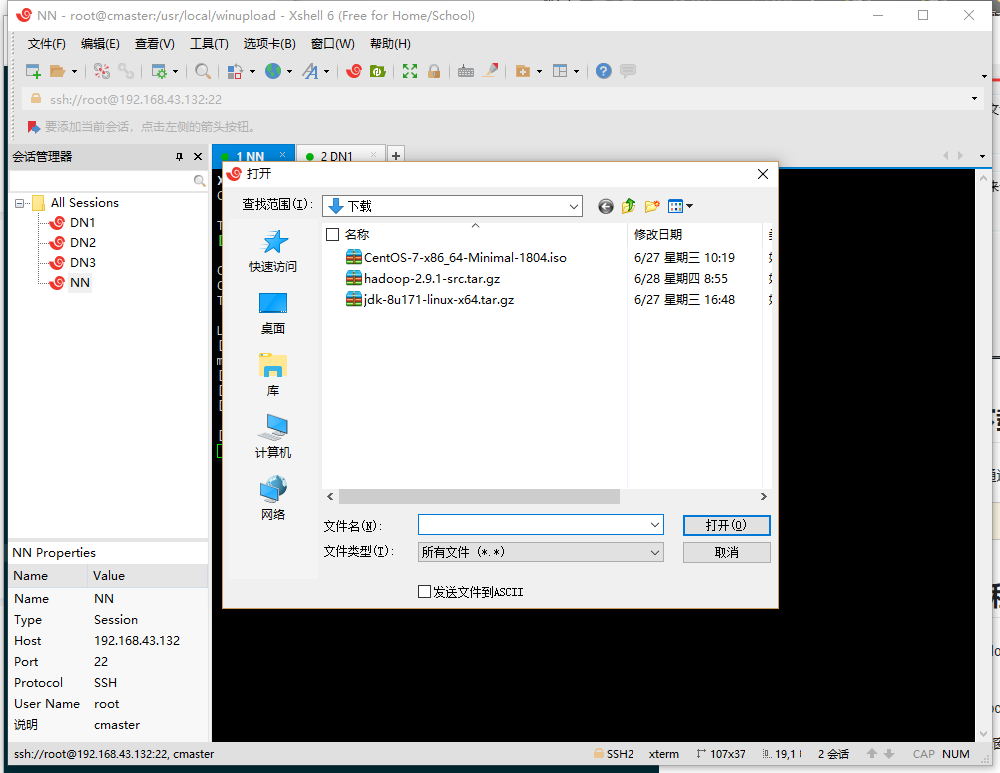 NN - root@cmaster:/usr/local/winupload - Xshell 6 (Free for Home/School)
文件(F) 编辑(E) 查看(V) 工具(T) 选项卡(B) 窗口(W) 帮助(H)
ssh://root@192.168.43.132:22
要添加当前会话，点击左侧的箭头按钮。
会话管理器
1 NN
2 DN1
All Sessions
DN1
DN2
DN3
NN
打开
查找范围(I):
下载
快速访问
桌面
库
计算机
网络
名称 修改日期
CentOS-7-x86_64-Minimal-1804.iso 6/27 星期三 10:19
hadoop-2.9.1-src.tar.gz 6/28 星期四 8:55
jdk-8u171-linux-x64.tar.gz 6/27 星期三 16:48
文件名(N):
打开(O)
文件类型(T):
所有文件 (*.*)
取消
发送文件到ASCII
NN Properties
Name Value
Name NN
Type Session
Host 192.168.43.132
Port 22
Protocol SSH
User Name root
说明 cmaster
ssh://root@192.168.43.132:22, cmaster
SSH2 xterm 107x37 19,1 2 会话 CAP NUM